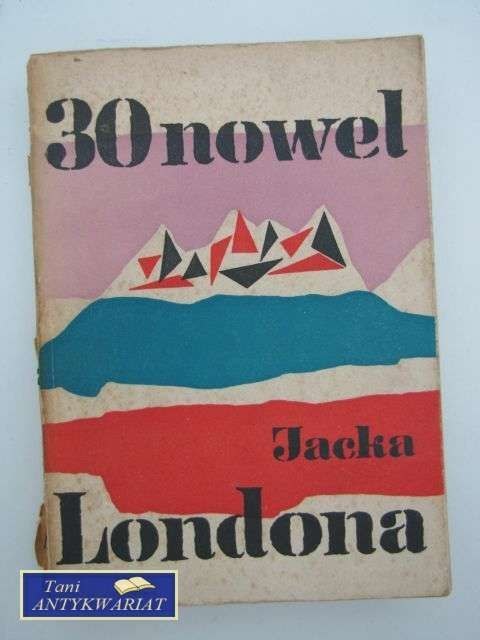 30 nowel
Jacka
Londona
Tani
ANTYKWARIAT